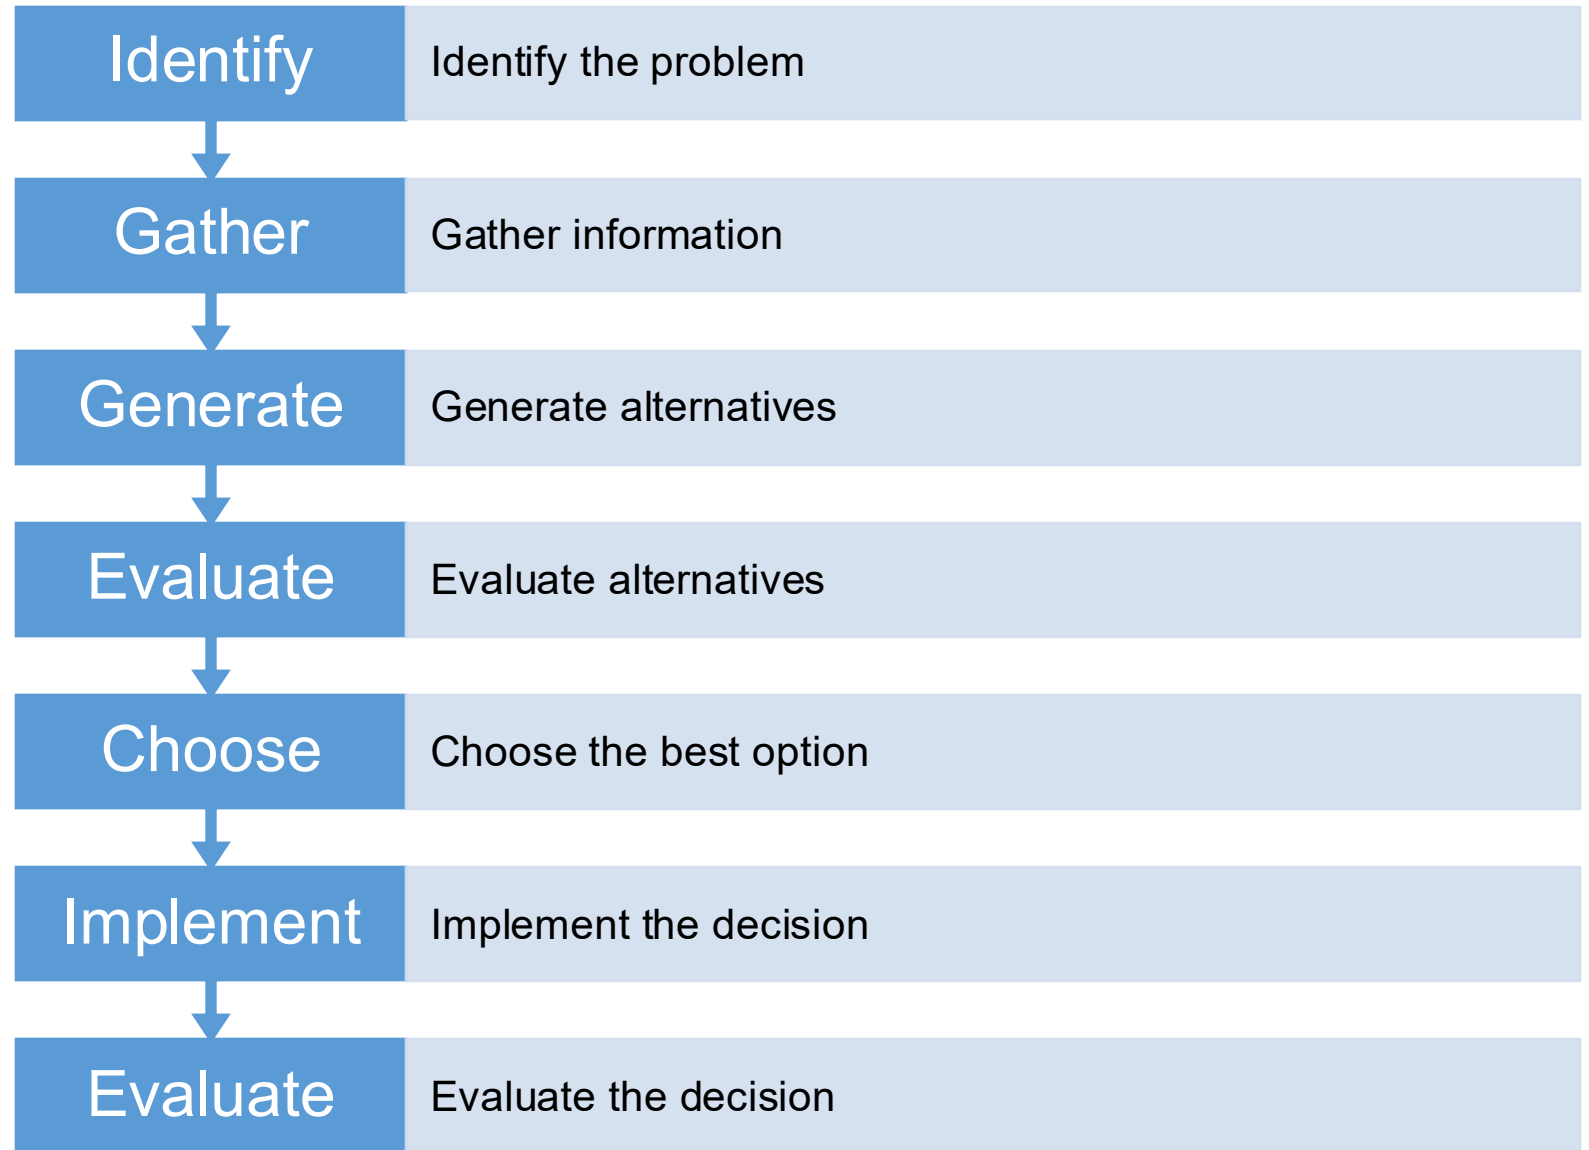 Identify
Identify the problem
Gather
Gather information
Generate
Generate alternatives
Evaluate
Evaluate alternatives
Choose
Choose the best option
Implement
Implement the decision
Evaluate
Evaluate the decision